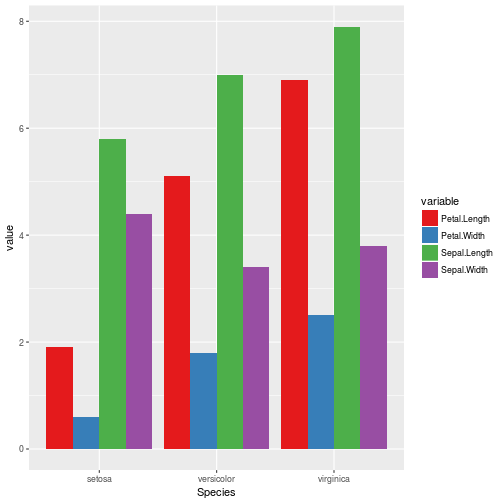 8
6
4
2
0
value
setosa
versicolor
virginica
Species
variable
Petal.Length
Petal.Width
Sepal.Length
Sepal.Width